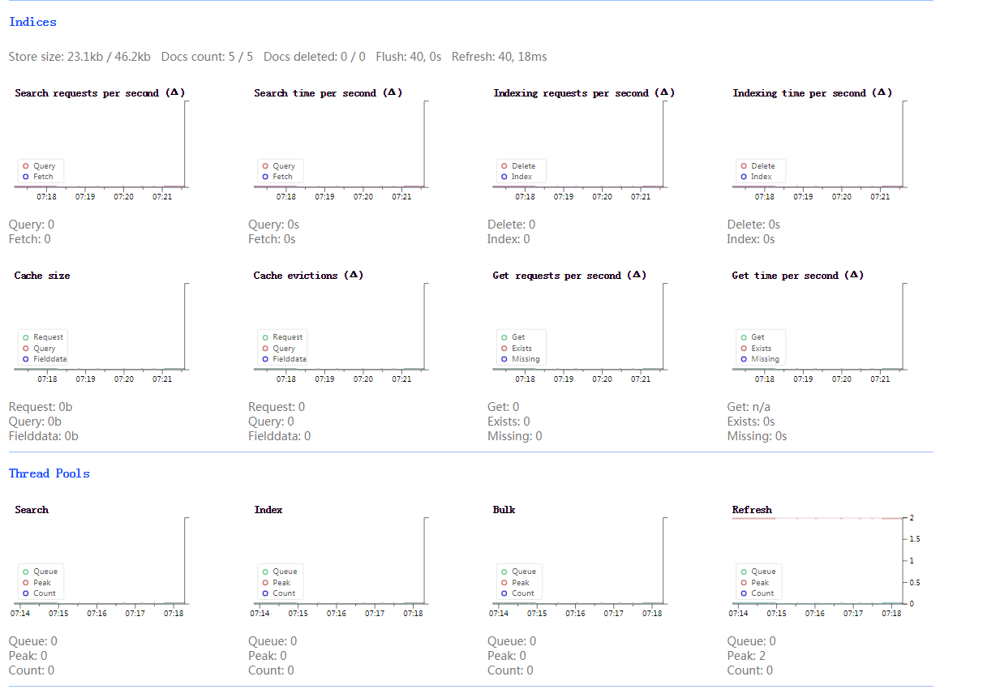 Indices
Store size: 23.1kb / 46.2kb Docs count: 5 / 5 Docs deleted: 0 / 0 Flush: 40, 0s Refresh: 40, 18ms
Search requests per second (Δ)
Query
Fetch
07:18 07:19 07:20 07:21
Query: 0
Fetch: 0
Search time per second (Δ)
Query
Fetch
07:18 07:19 07:20 07:21
Query: 0s
Fetch: 0s
Indexing requests per second (Δ)
Delete
Index
07:18 07:19 07:20 07:21
Delete: 0
Index: 0
Indexing time per second (Δ)
Delete
Index
07:18 07:19 07:20 07:21
Delete: 0s
Index: 0s
Cache size
Request
Query
Fielddata
07:18 07:19 07:20 07:21
Request: 0b
Query: 0b
Fielddata: 0b
Cache evictions (Δ)
Request
Query
Fielddata
07:18 07:19 07:20 07:21
Request: 0
Query: 0
Fielddata: 0
Get requests per second (Δ)
Get
Exists
Missing
07:18 07:19 07:20 07:21
Get: 0
Exists: 0
Missing: 0
Get time per second (Δ)
Get
Exists
Missing
07:18 07:19 07:20 07:21
Get: n/a
Exists: 0s
Missing: 0s
Thread Pools
Search
Queue
Peak
Count
07:14 07:15 07:16 07:17 07:18
Queue: 0
Peak: 0
Count: 0
Index
Queue
Peak
Count
07:14 07:15 07:16 07:17 07:18
Queue: 0
Peak: 0
Count: 0
Bulk
Queue
Peak
Count
07:14 07:15 07:16 07:17 07:18
Queue: 0
Peak: 0
Count: 0
Refresh
2
1.5
1
0.5
0
Queue
Peak
Count
07:14 07:15 07:16 07:17 07:18
Queue: 0
Peak: 2
Count: 0